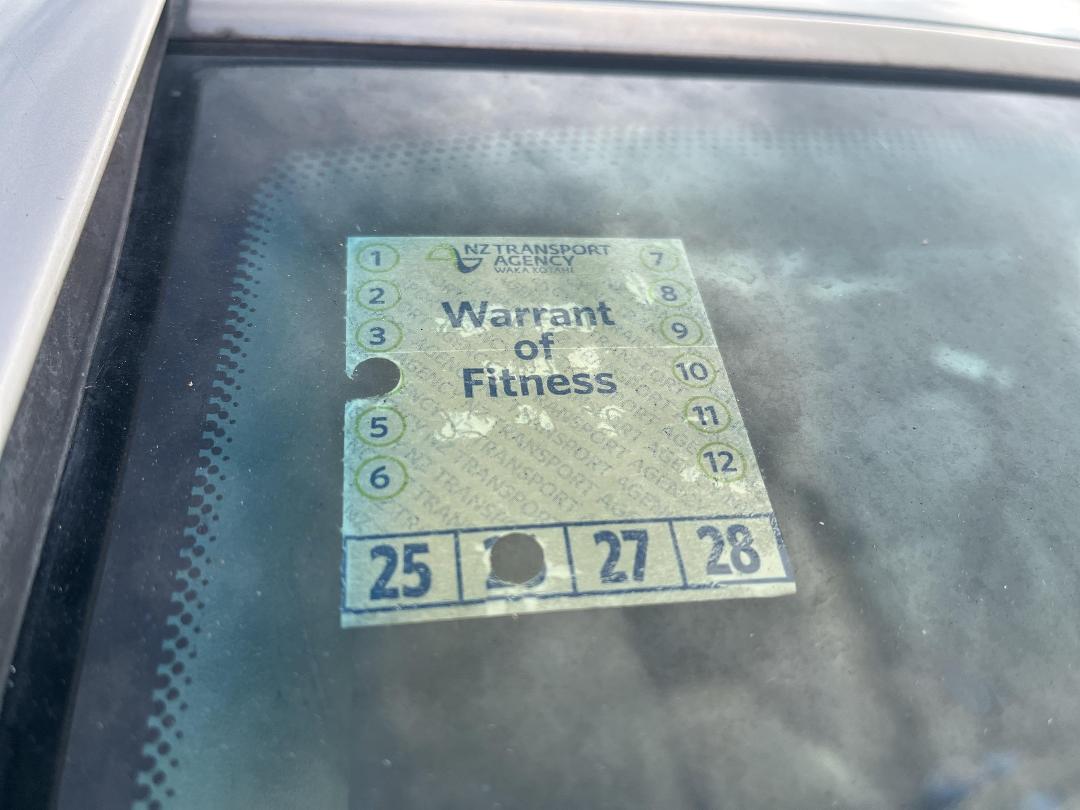 NZ TRANSPORT
AGENCY
WAKA KOTAHI
Warrant
of
Fitness
1
2
3
5
6
7
8
9
10
11
12
25
27
28